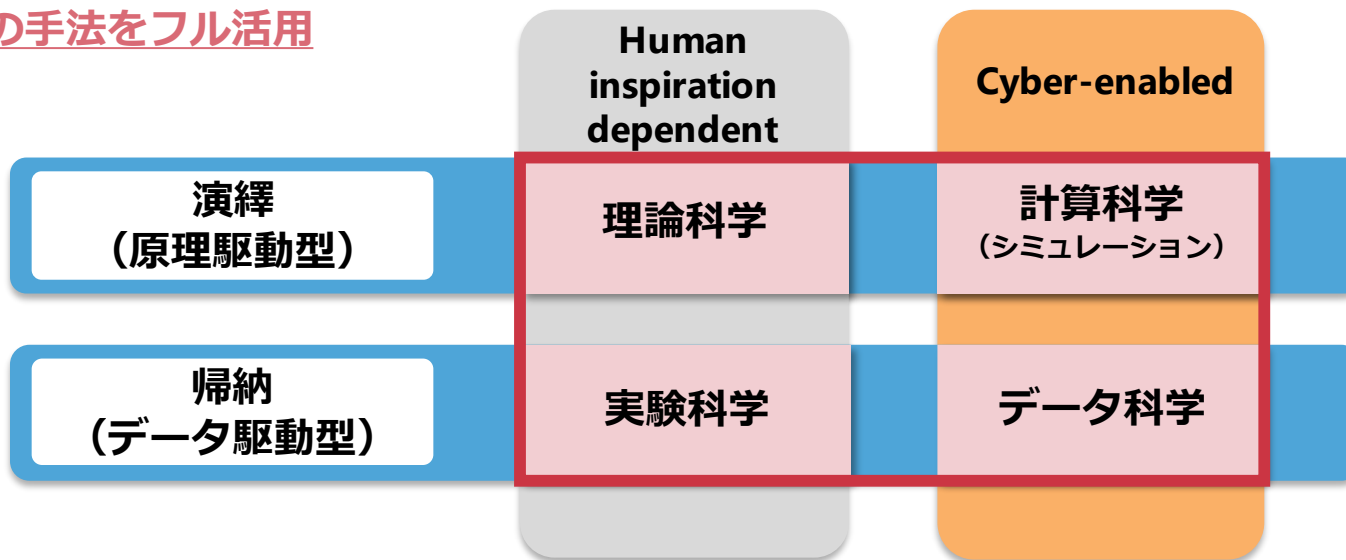 の手法をフル活用
Human
inspiration
dependent
Cyber-enabled
演繹
（原理駆動型）
理論科学
計算科学
（シミュレーション）
帰納
（データ駆動型）
実験科学
データ科学